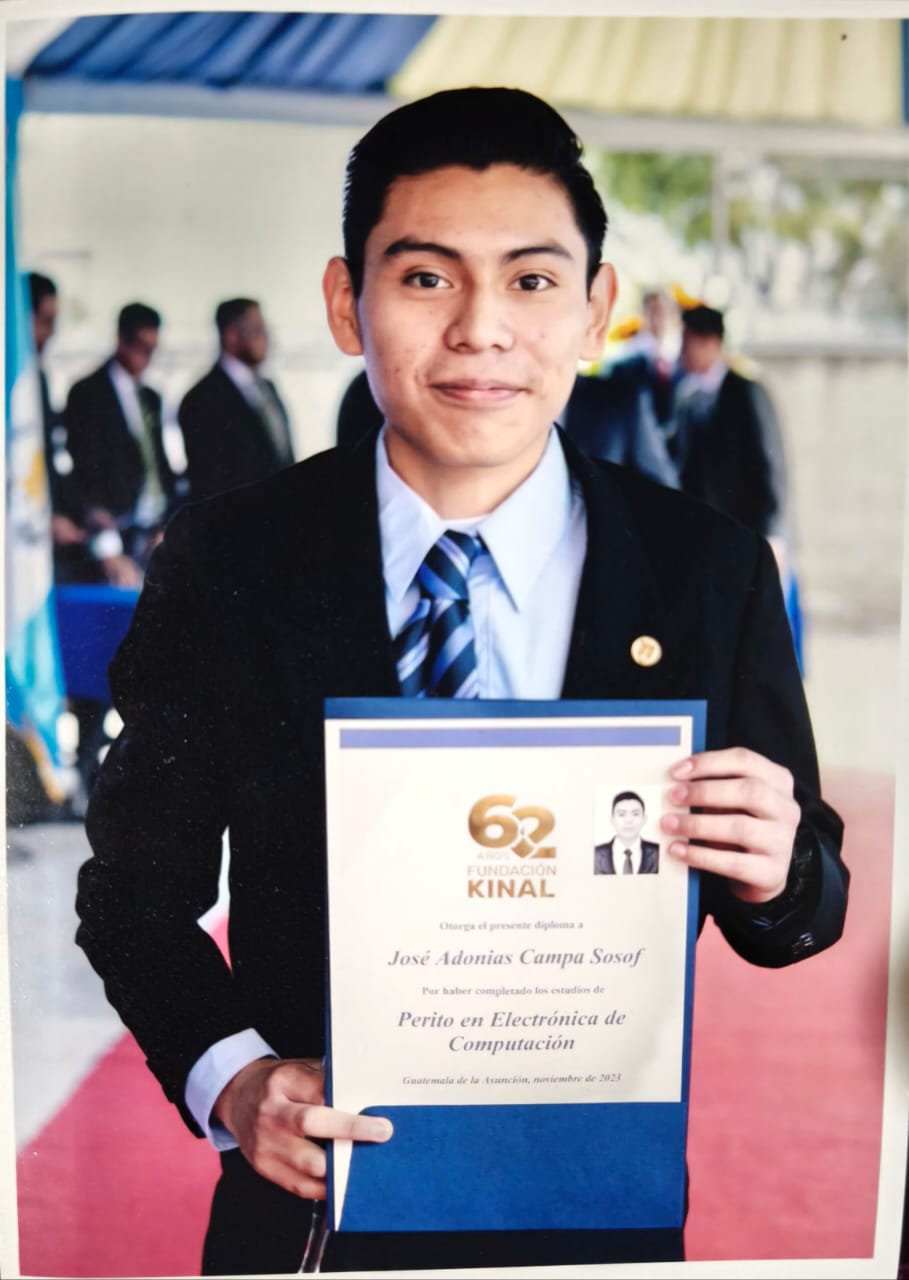 62
AÑOS
FUNDACIÓN
KINAL
Otorga el presente diploma a
José Adonias Campa Sosof
Por haber completado los estudios de
Perito en Electrónica de
Computación
Guatemala de la Asunción, noviembre de 2023